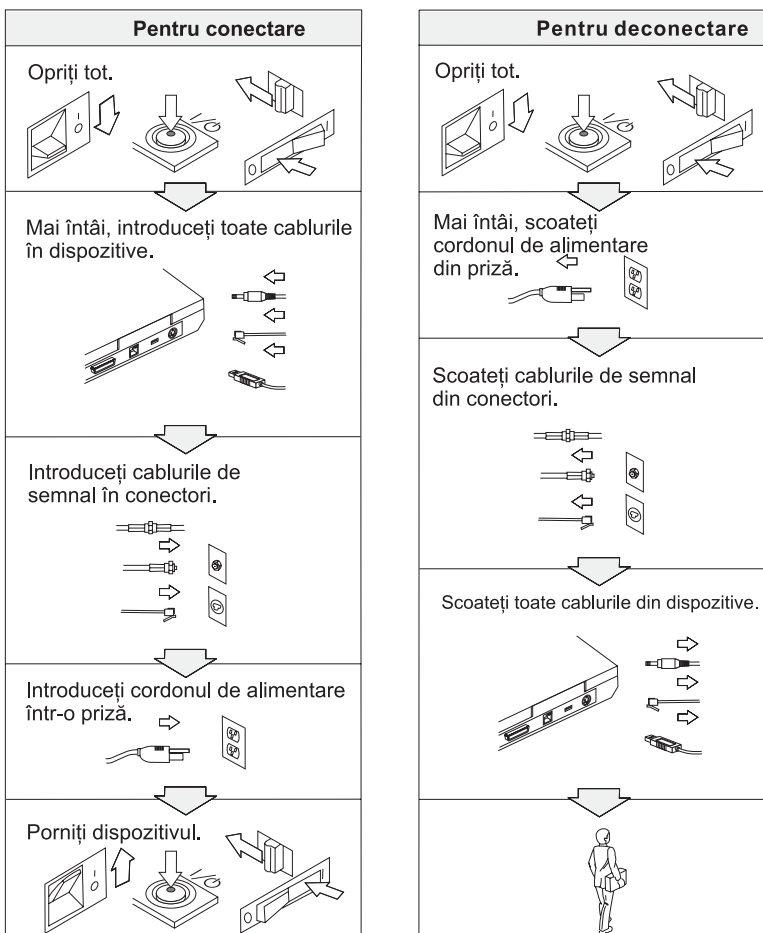 Pentru conectare
Opriți tot.
Mai întâi, introduceți toate cablurile
în dispozitive.
Introduceți cablurile de
semnal în conectori.
Introduceți cordonul de alimentare
într-o priză.
Porniți dispozitivul.
Pentru deconectare
Opriți tot.
Mai întâi, scoateți
cordonul de alimentare
din priză.
Scoateți cablurile de semnal
din conectori.
Scoateți toate cablurile din dispozitive.